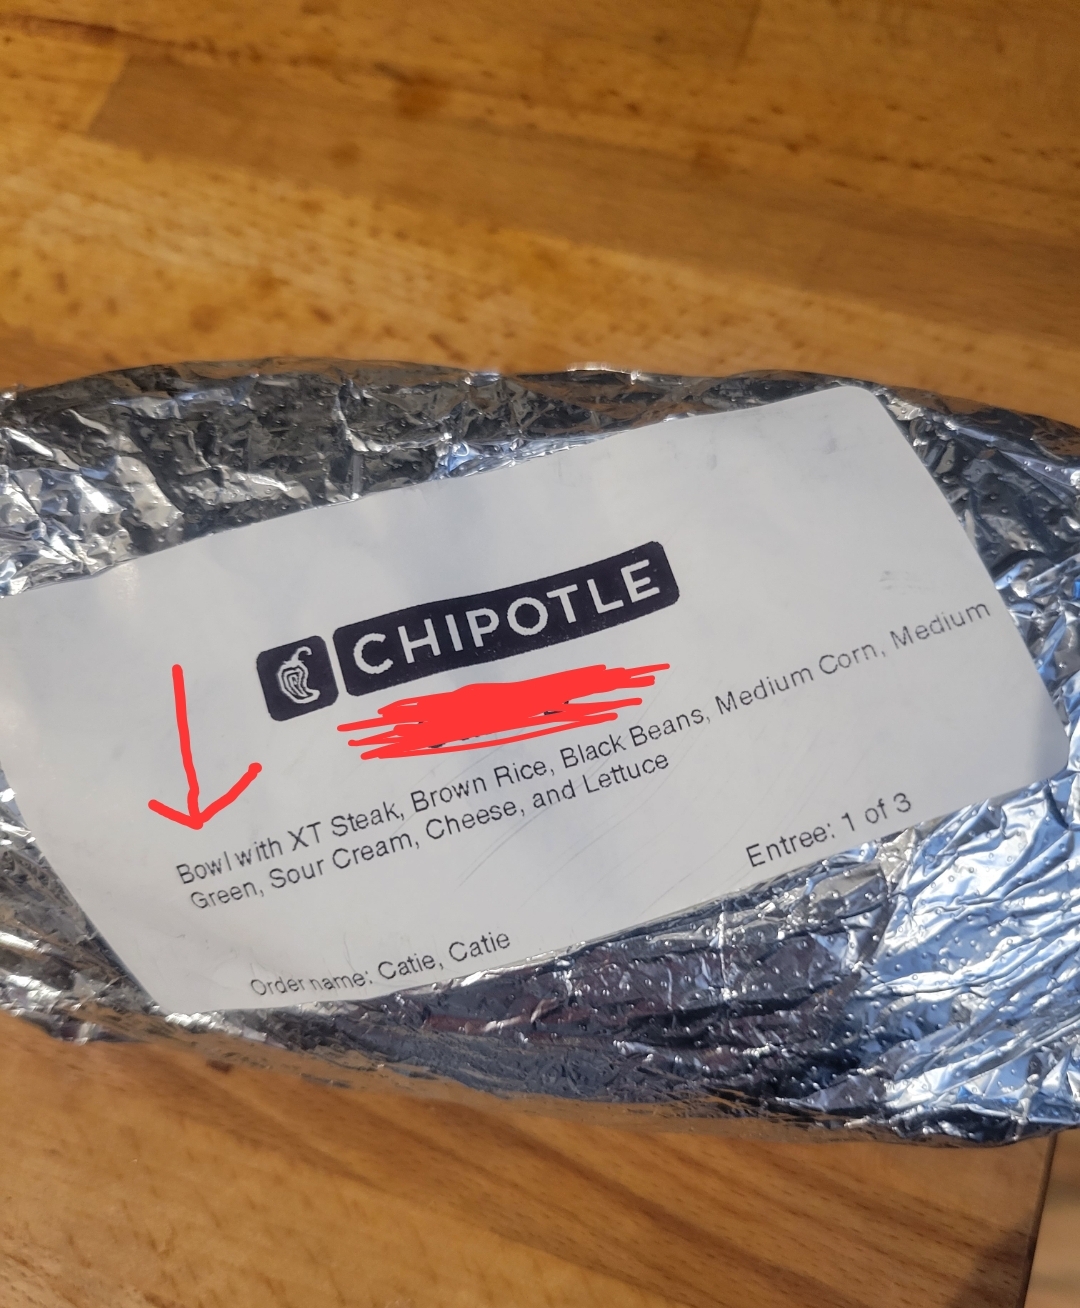 CHIPOTLE
Bowl with XT Steak, Brown Rice, Black Beans, Medium Corn, Medium
Green, Sour Cream, Cheese, and Lettuce
Entree: 1 of 3
Order name: Catie, Catie